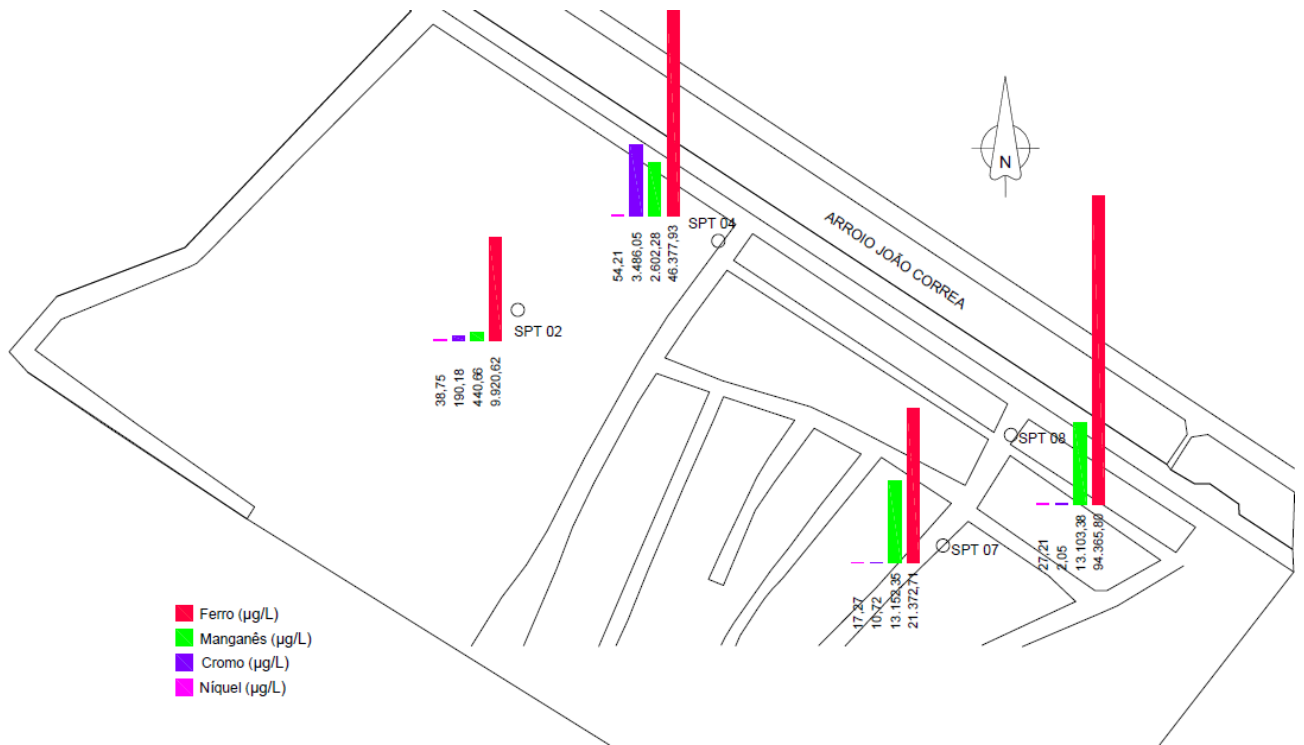 N
ARROIO JOÃO CORREA
SPT 04
54,21
3.486,05
2.602,28
46.377,93
SPT 02
38,75
190,18
440,66
9.920,62
SPT 08
27,21
2,05
13.103,38
94.365,80
SPT 07
17,27
10,72
13.152,35
21.372,71
Ferro (µg/L)
Manganês (µg/L)
Cromo (µg/L)
Níquel (µg/L)